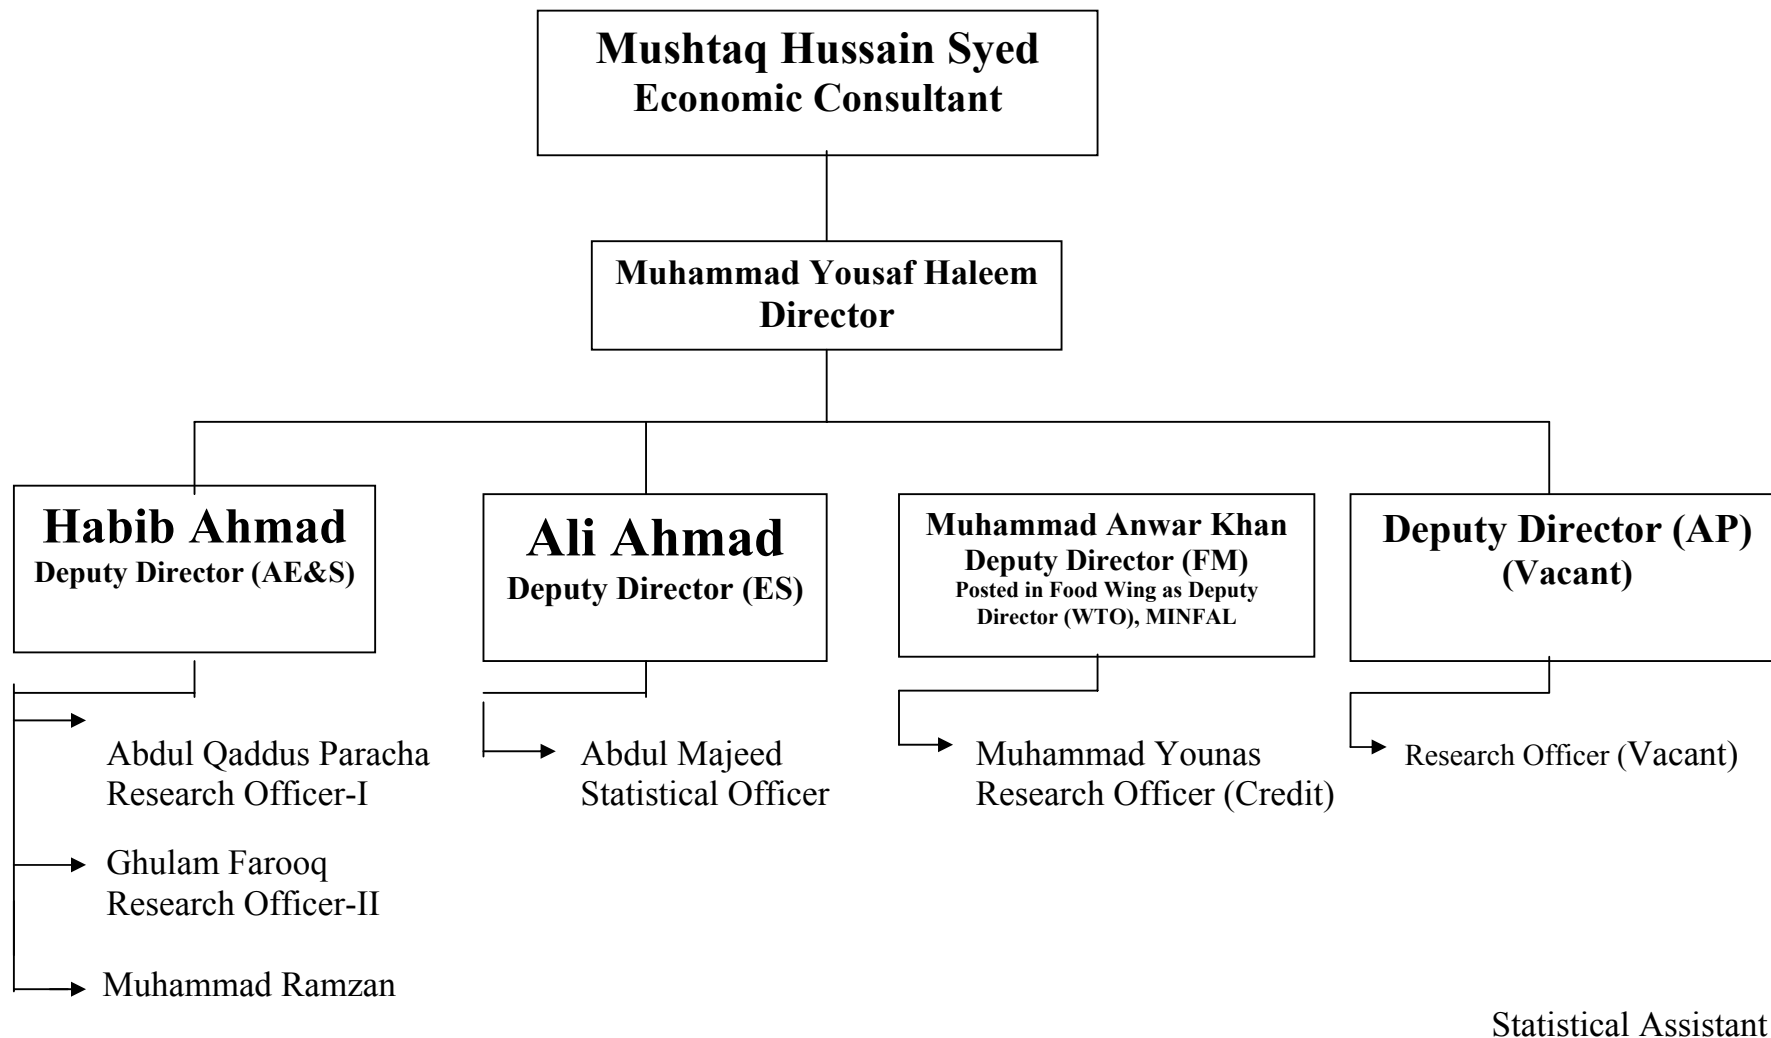 Mushtaq Hussain Syed
Economic Consultant
Muhammad Yousaf Haleem
Director
Habib Ahmad
Deputy Director (AE&S)
Ali Ahmad
Deputy Director (ES)
Muhammad Anwar Khan
Deputy Director (FM)
Posted in Food Wing as Deputy
Director (WTO), MINFAL
Deputy Director (AP)
(Vacant)
Abdul Qaddus Paracha
Research Officer-I
Ghulam Farooq
Research Officer-II
Muhammad Ramzan
Abdul Majeed
Statistical Officer
Muhammad Younas
Research Officer (Credit)
Research Officer (Vacant)
Statistical Assistant